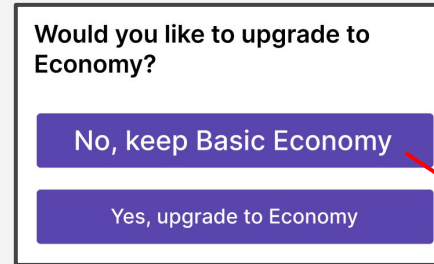 Would you like to upgrade to
Economy?
No, keep Basic Economy
Yes, upgrade to Economy